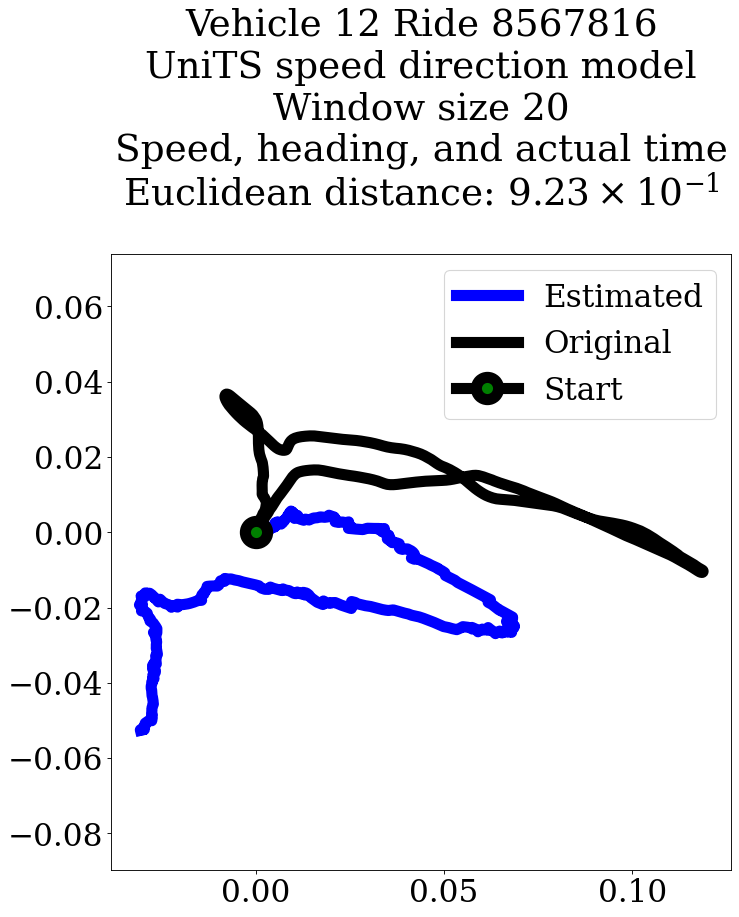 Vehicle 12 Ride 8567816
UniTS speed direction model
Window size 20
Speed, heading, and actual time
Euclidean distance: 9.23 × 10⁻¹
Estimated
Original
Start
0.06
0.04
0.02
0.00
−0.02
−0.04
−0.06
−0.08
0.00 0.05 0.10